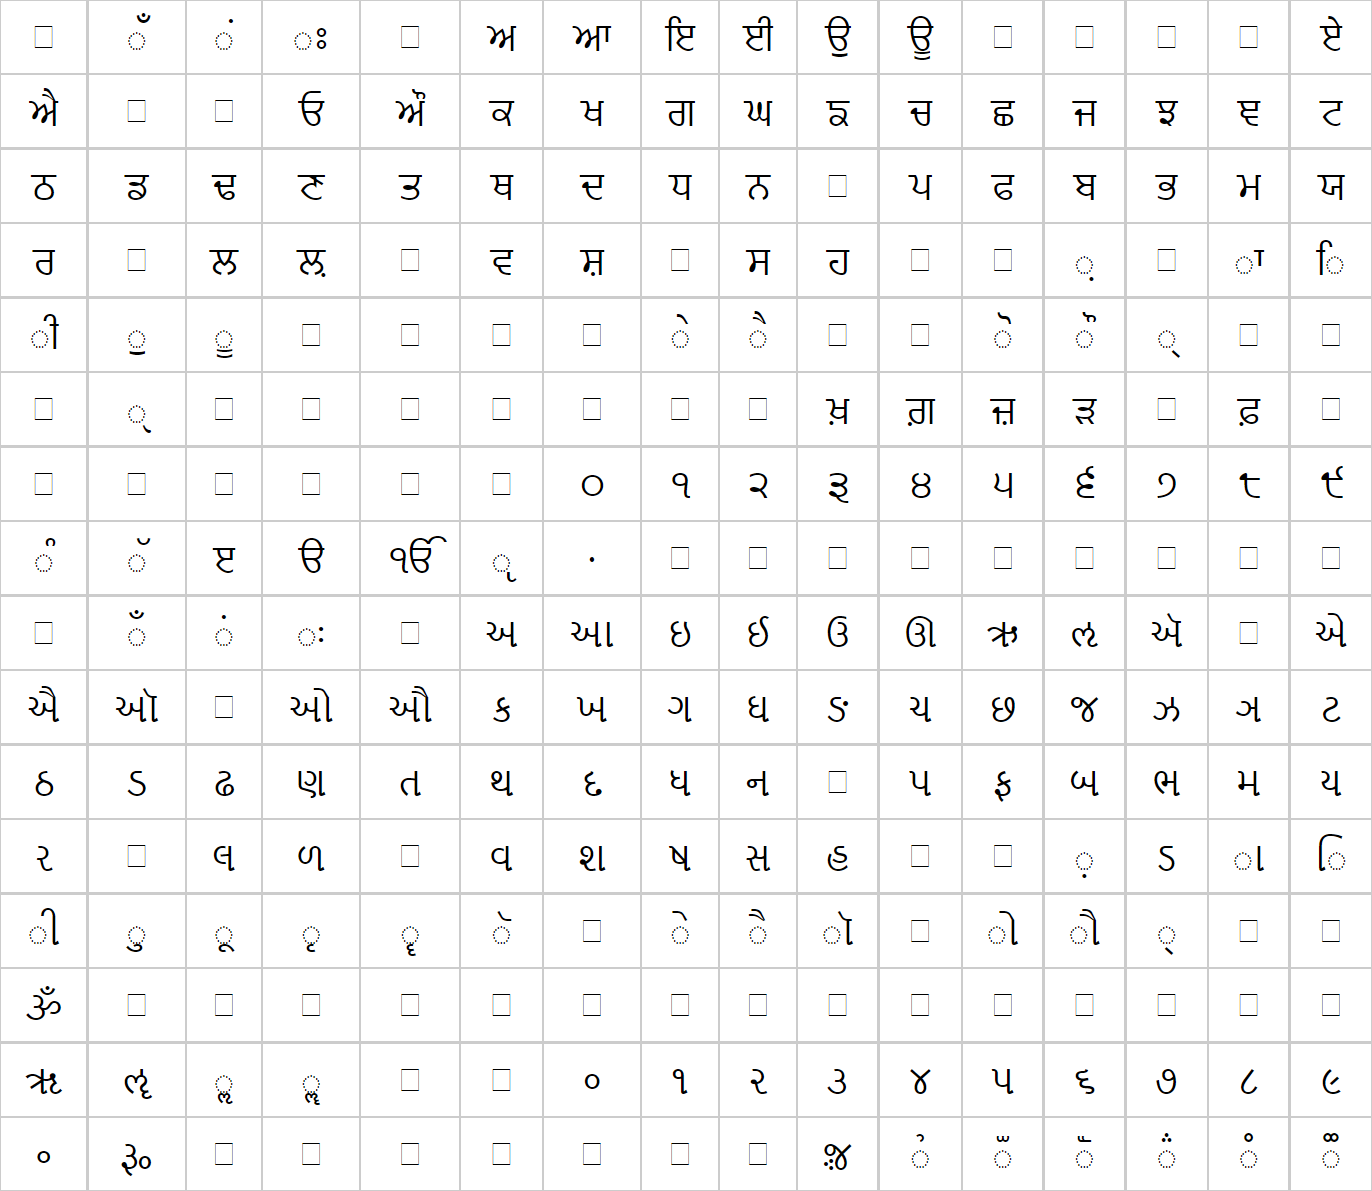 ਁ ਂ ਃ ਅ ਆ ਇ ਈ ਉ ਊ ਏ
ਐ ਓ ਔ ਕ ਖ ਗ ਘ ਙ ਚ ਛ ਜ ਝ ਞ ਟ
ਠ ਡ ਢ ਣ ਤ ਥ ਦ ਧ ਨ ਪ ਫ ਬ ਭ ਮ ਯ
ਰ ਲ ਲ਼ ਵ ਸ਼ ਸ ਹ ਼ ਾ ਿ
ੀ ੁ ੂ ੇ ੈ ੋ ੌ ੍
ੑ ਖ਼ ਗ਼ ਜ਼ ੜ ਫ਼
੦ ੧ ੨ ੩ ੪ ੫ ੬ ੭ ੮ ੯
ੰ ੱ ੲ ੳ ੴ ੵ ੶
ઁ ં ઃ અ આ ઇ ઈ ઉ ઊ ઋ ઌ ઍ એ
ઐ ઑ ઓ ઔ ક ખ ગ ઘ ઙ ચ છ જ ઝ ઞ ટ
ઠ ડ ઢ ણ ત થ દ ધ ન પ ફ બ ભ મ ય
ર લ ળ વ શ ષ સ હ ઼ ઽ ા િ
ી ુ ૂ ૃ ૄ ૅ ે ૈ ૉ ો ૌ ્
ૐ
ૠ ૡ ૢ ૣ ૦ ૧ ૨ ૩ ૪ ૫ ૬ ૭ ૮ ૯
૰ ૱ ૹ ૺ ૻ ૼ ૽ ૾ ૿